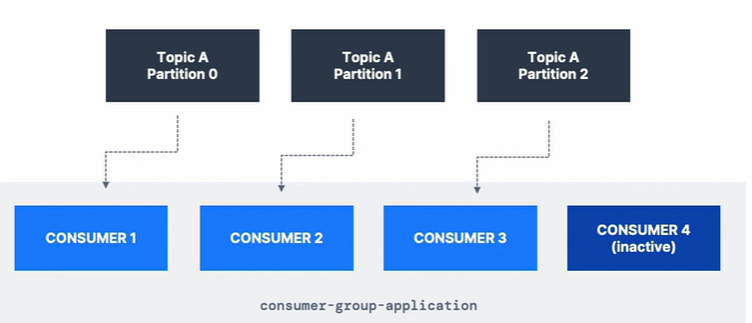 Topic A
Partition 0
Topic A
Partition 1
Topic A
Partition 2
CONSUMER 1
CONSUMER 2
CONSUMER 3
CONSUMER 4
(inactive)
consumer-group-application